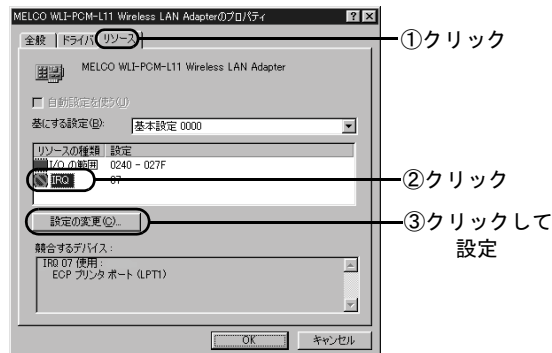 MELCO WLI-PCM-L11 Wireless LAN Adapterのプロパティ
全般 ドライバ リソース
①クリック
MELCO WLI-PCM-L11 Wireless LAN Adapter
自動設定を使う(U)
基にする設定(B): 基本設定 0000
リソースの種類 設定
I/O の範囲 0240 - 027F
IRQ 07
②クリック
設定の変更(C)...
③クリックして
設定
競合するデバイス:
IRQ 07 使用:
ECP プリンタ ポート (LPT1)
OK キャンセル